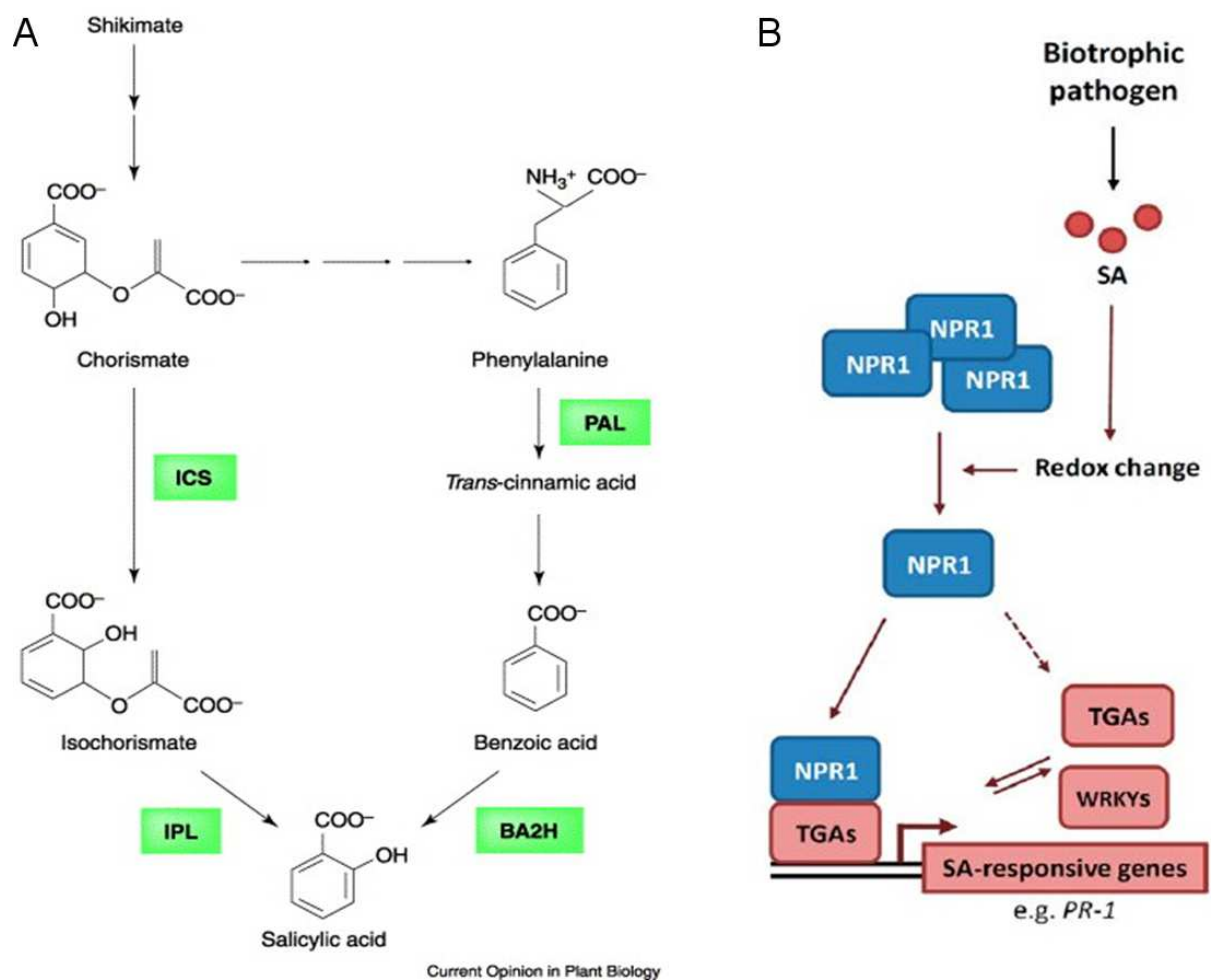 A
Shikimate
COO⁻
O
COO⁻
OH
Chorismate
NH₃⁺ COO⁻
Phenylalanine
ICS
PAL
Trans-cinnamic acid
COO⁻
OH
O
COO⁻
Isochorismate
COO⁻
Benzoic acid
IPL
BA2H
COO⁻
OH
Salicylic acid
Current Opinion in Plant Biology
B
Biotrophic
pathogen
SA
NPR1
NPR1
NPR1
Redox change
NPR1
TGAs
WRKYs
NPR1
TGAs
SA-responsive genes
e.g. PR-1